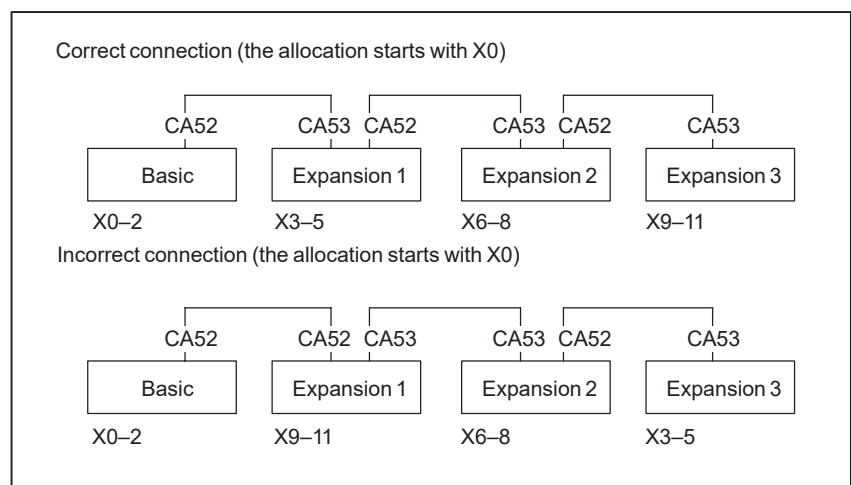 Correct connection (the allocation starts with X0)
CA52 CA53 CA52 CA53 CA52 CA53
Basic Expansion 1 Expansion 2 Expansion 3
X0–2 X3–5 X6–8 X9–11
Incorrect connection (the allocation starts with X0)
CA52 CA52 CA53 CA53 CA52 CA53
Basic Expansion 1 Expansion 2 Expansion 3
X0–2 X9–11 X6–8 X3–5